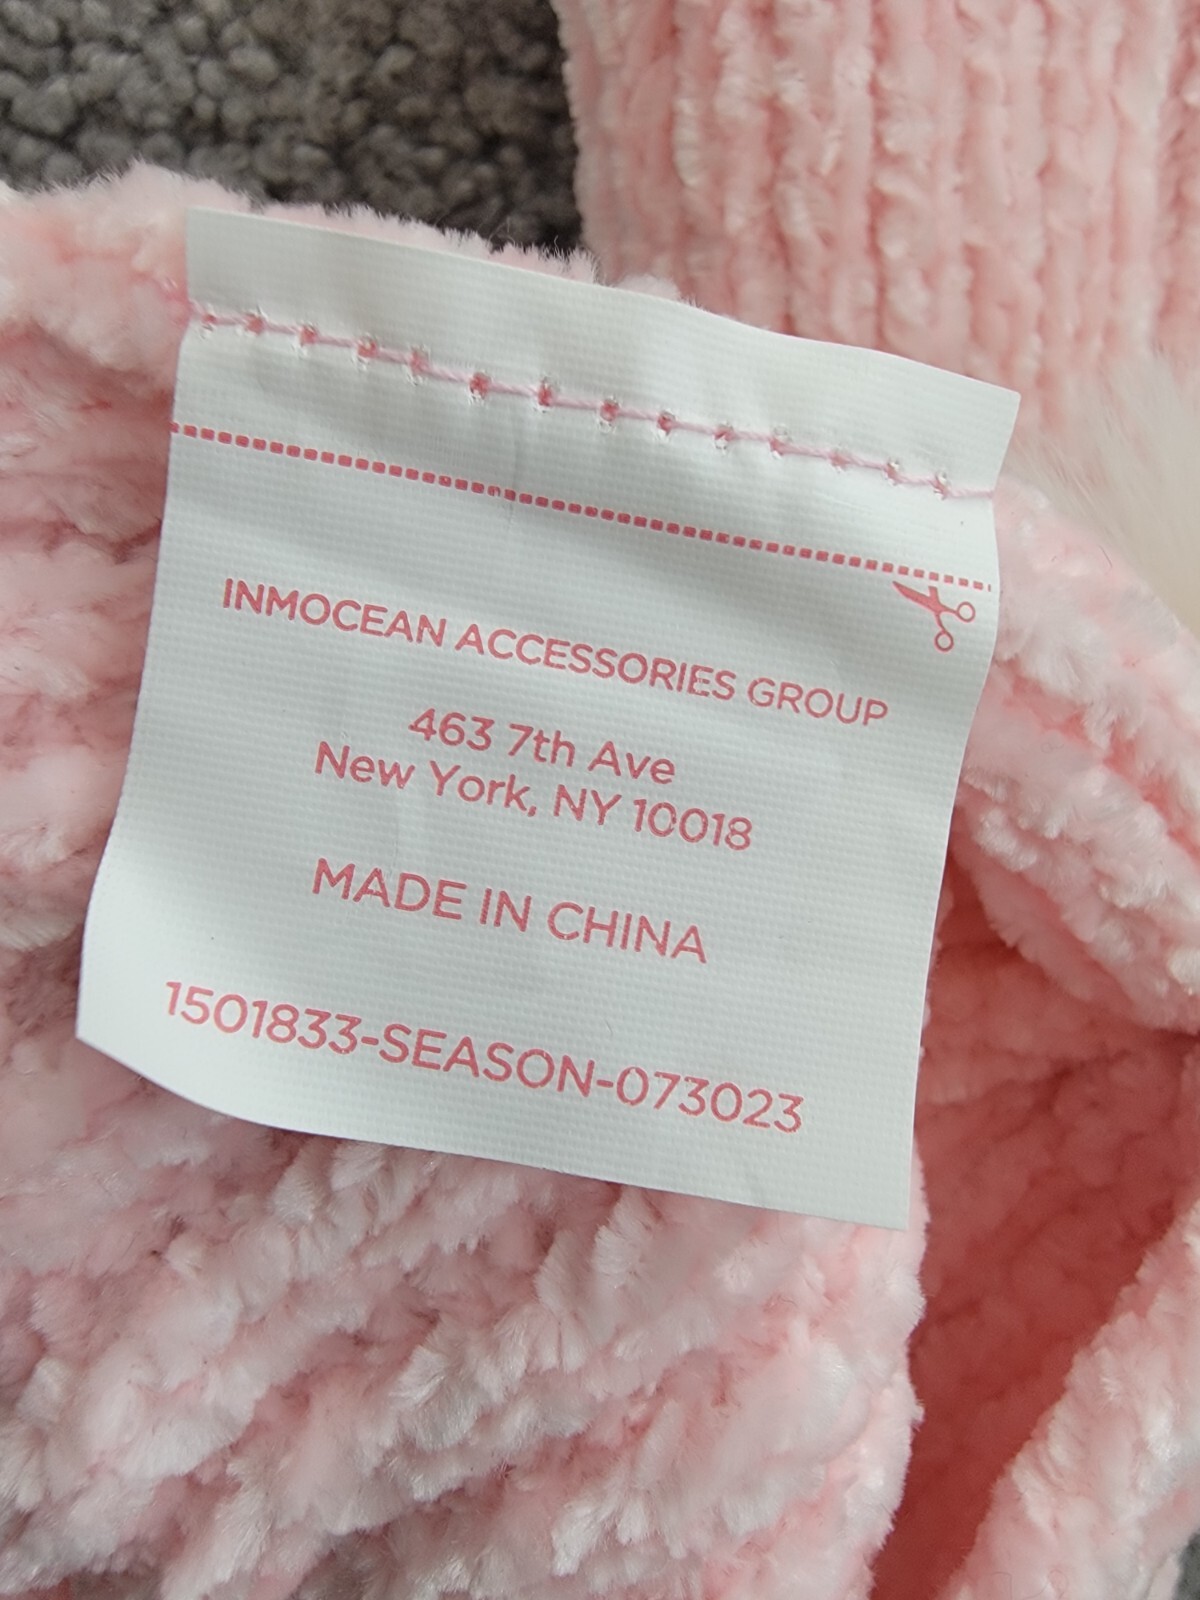 INMOCEAN ACCESSORIES GROUP
463 7th Ave
New York, NY 10018
MADE IN CHINA
1501833-SEASON-073023